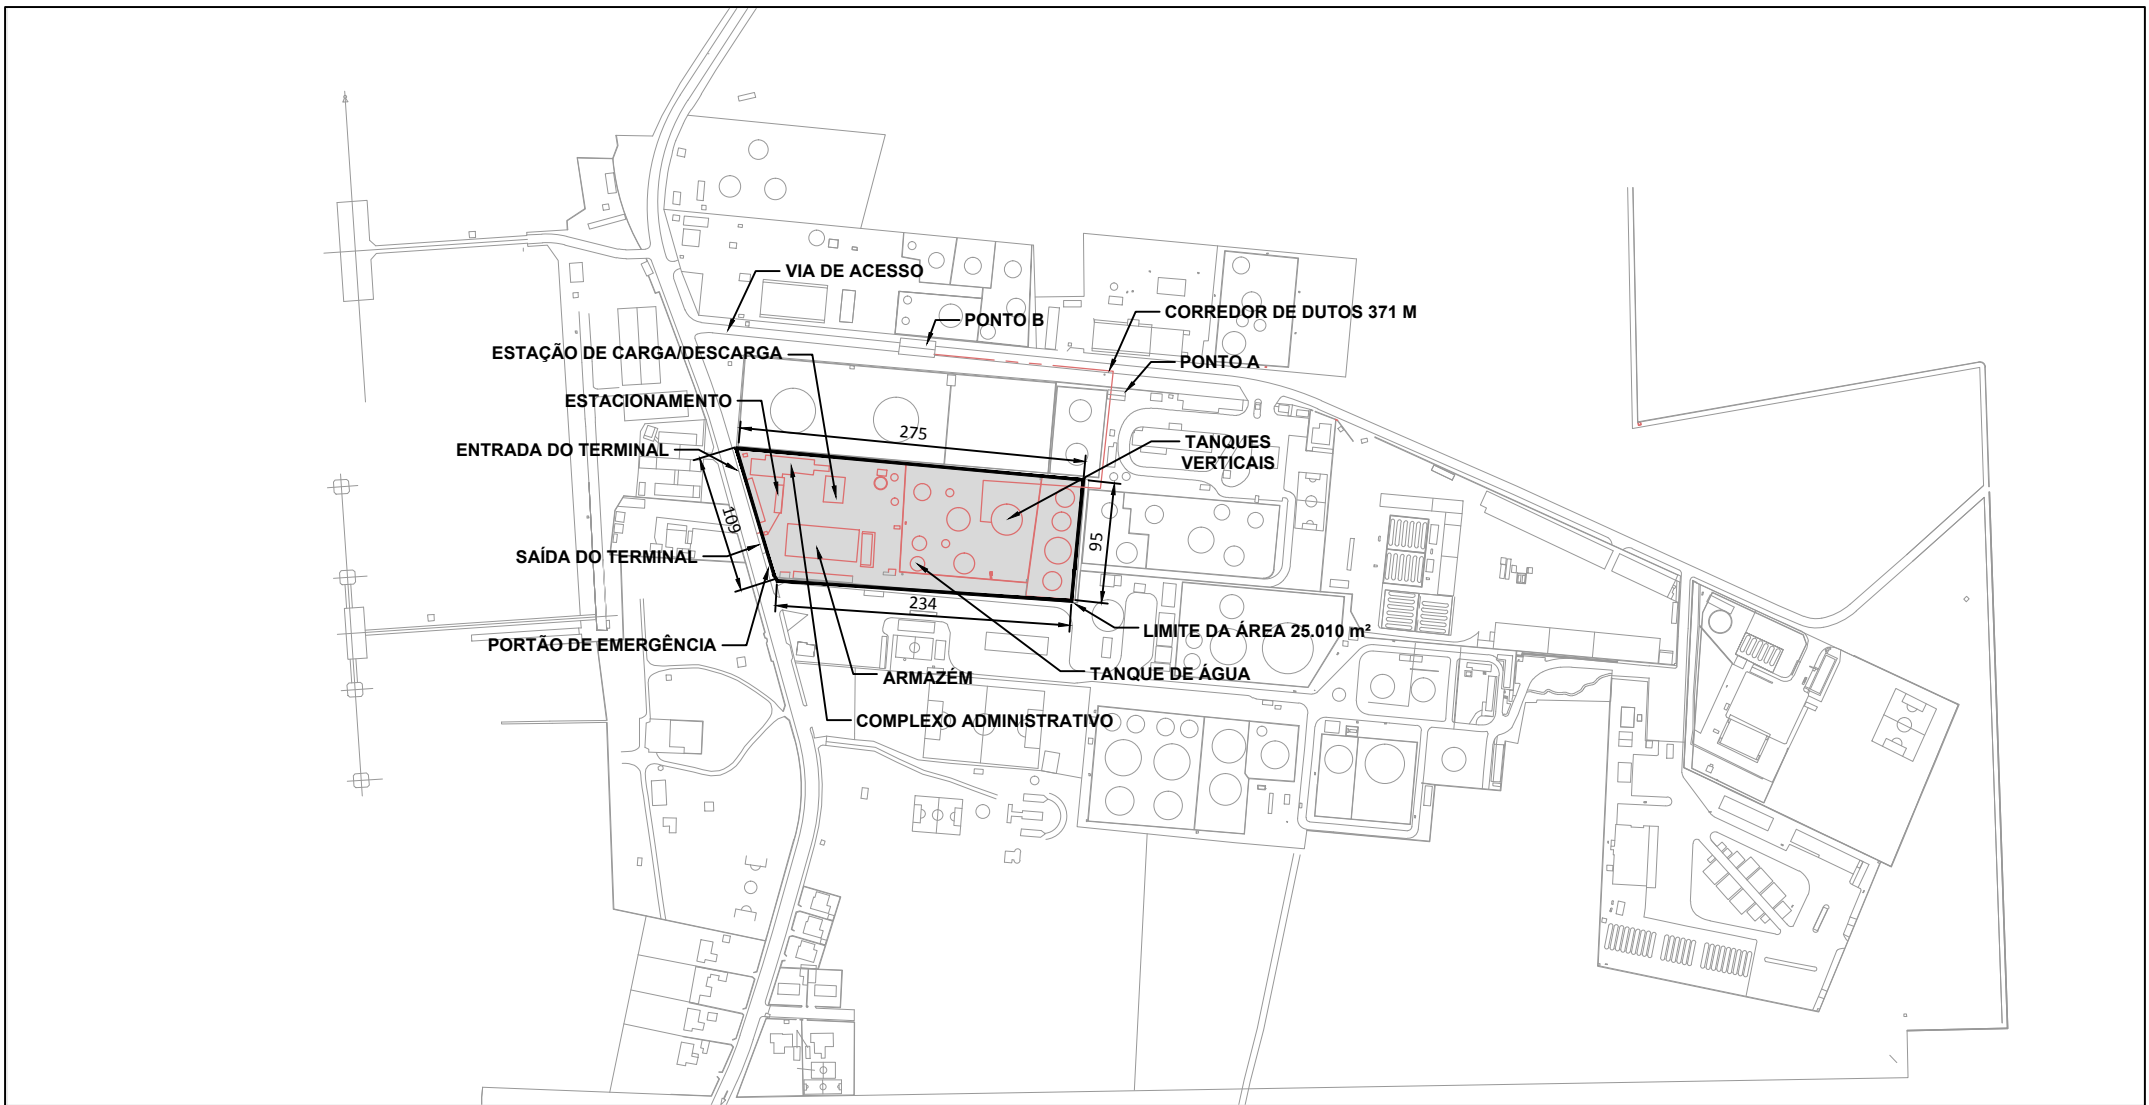 VIA DE ACESSO
PONTO B
CORREDOR DE DUTOS 371 M
ESTAÇÃO DE CARGA/DESCARGA
PONTO A
ESTACIONAMENTO
275
ENTRADA DO TERMINAL
TANQUES
VERTICAIS
109
95
SAÍDA DO TERMINAL
234
PORTÃO DE EMERGÊNCIA
LIMITE DA ÁREA 25.010 m²
ARMAZÉM
TANQUE DE ÁGUA
COMPLEXO ADMINISTRATIVO